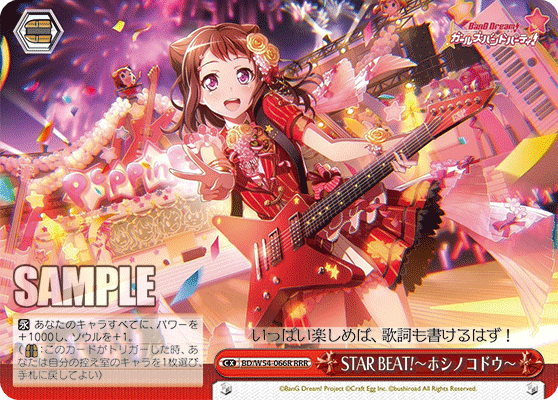 BanG Dream!
ガールズバンドパーティ!
POPPIN
SAMPLE
永 あなたのキャラすべてに、パワーを
+1000し、ソウルを+1。
( :このカードがトリガーした時、あ
なたは自分の控え室のキャラを1枚選び、
手札に戻してよい)
いっぱい楽しめば、歌詞も書けるはず!
CX BD/W54-066R RRR
STAR BEAT!~ホシノコドウ~
©BanG Dream! Project ©Craft Egg Inc. ©bushiroad All Rights Reserved.